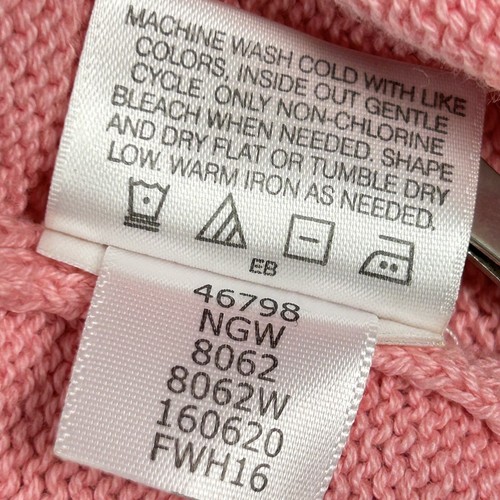 MACHINE WASH COLD WITH LIKE
COLORS, INSIDE OUT GENTLE
CYCLE. ONLY NON-CHLORINE
BLEACH WHEN NEEDED. SHAPE
AND DRY FLAT OR TUMBLE DRY
LOW. WARM IRON AS NEEDED.
EB
46798
NGW
8062
8062W
160620
FWH16